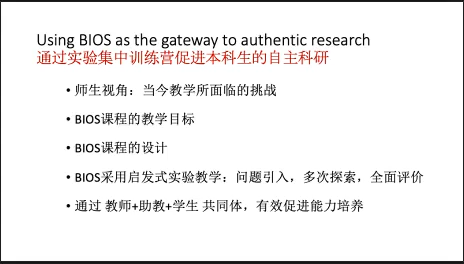 Using BIOS as the gateway to authentic research
通过实验集中训练营促进本科生的自主科研
• 师生视角：当今教学所面临的挑战
• BIOS课程的教学目标
• BIOS课程的设计
• BIOS采用启发式实验教学：问题引入，多次探索，全面评价
• 通过 教师+助教+学生 共同体，有效促进能力培养